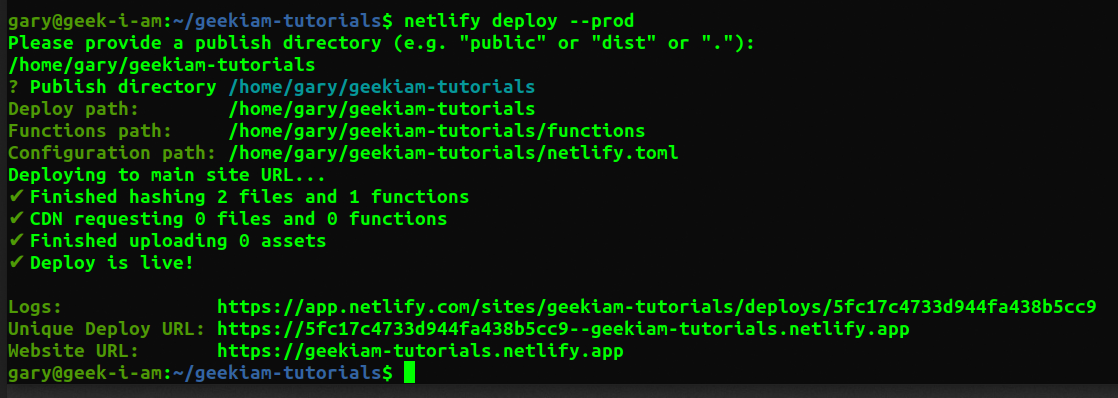 gary@geek-i-am:~/geekiam-tutorials$ netlify deploy --prod
Please provide a publish directory (e.g. "public" or "dist" or "."):
/home/gary/geekiam-tutorials
? Publish directory /home/gary/geekiam-tutorials
Deploy path:        /home/gary/geekiam-tutorials
Functions path:     /home/gary/geekiam-tutorials/functions
Configuration path: /home/gary/geekiam-tutorials/netlify.toml
Deploying to main site URL...
✔ Finished hashing 2 files and 1 functions
✔ CDN requesting 0 files and 0 functions
✔ Finished uploading 0 assets
✔ Deploy is live!
Logs:              https://app.netlify.com/sites/geekiam-tutorials/deploys/5fc17c4733d944fa438b5cc9
Unique Deploy URL: https://5fc17c4733d944fa438b5cc9--geekiam-tutorials.netlify.app
Website URL:       https://geekiam-tutorials.netlify.app
gary@geek-i-am:~/geekiam-tutorials$